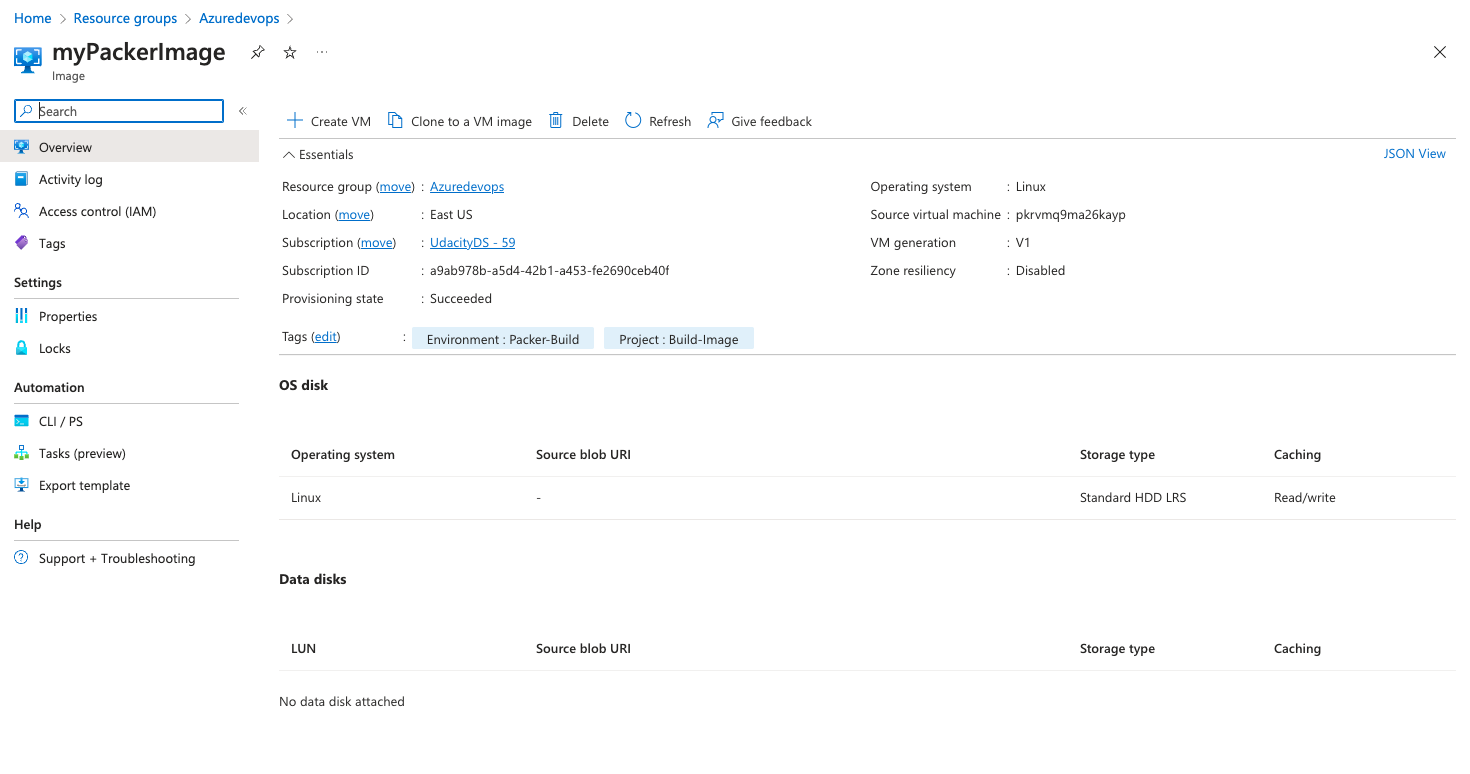 Home > Resource groups > Azuredevops >
myPackerImage
Image
Search
Overview
Activity log
Access control (IAM)
Tags
Settings
Properties
Locks
Automation
CLI / PS
Tasks (preview)
Export template
Help
Support + Troubleshooting
Create VM Clone to a VM image Delete Refresh Give feedback
Essentials JSON View
Resource group (move) : Azuredevops
Location (move) : East US
Subscription (move) : UdacityDS - 59
Subscription ID : a9ab978b-a5d4-42b1-a453-fe2690ceb40f
Provisioning state : Succeeded
Operating system : Linux
Source virtual machine : pkrvmq9ma26kayp
VM generation : V1
Zone resiliency : Disabled
Tags (edit) : Environment : Packer-Build Project : Build-Image
OS disk
Operating system Source blob URI Storage type Caching
Linux - Standard HDD LRS Read/write
Data disks
LUN Source blob URI Storage type Caching
No data disk attached